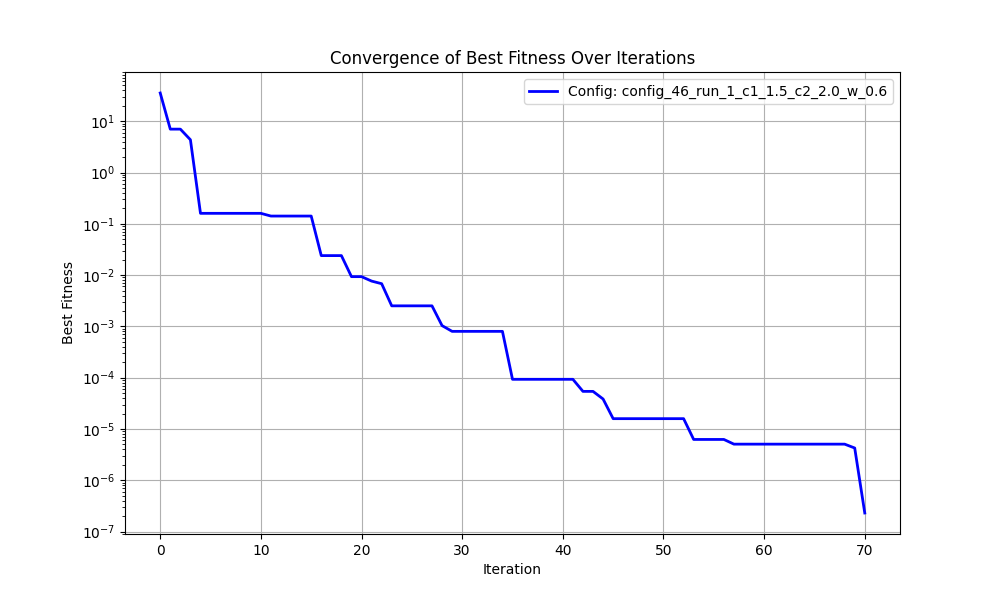 Convergence of Best Fitness Over Iterations
Config: config_46_run_1_c1_1.5_c2_2.0_w_0.6
Best Fitness
10¹
10⁰
10⁻¹
10⁻²
10⁻³
10⁻⁴
10⁻⁵
10⁻⁶
10⁻⁷
0 10 20 30 40 50 60 70
Iteration